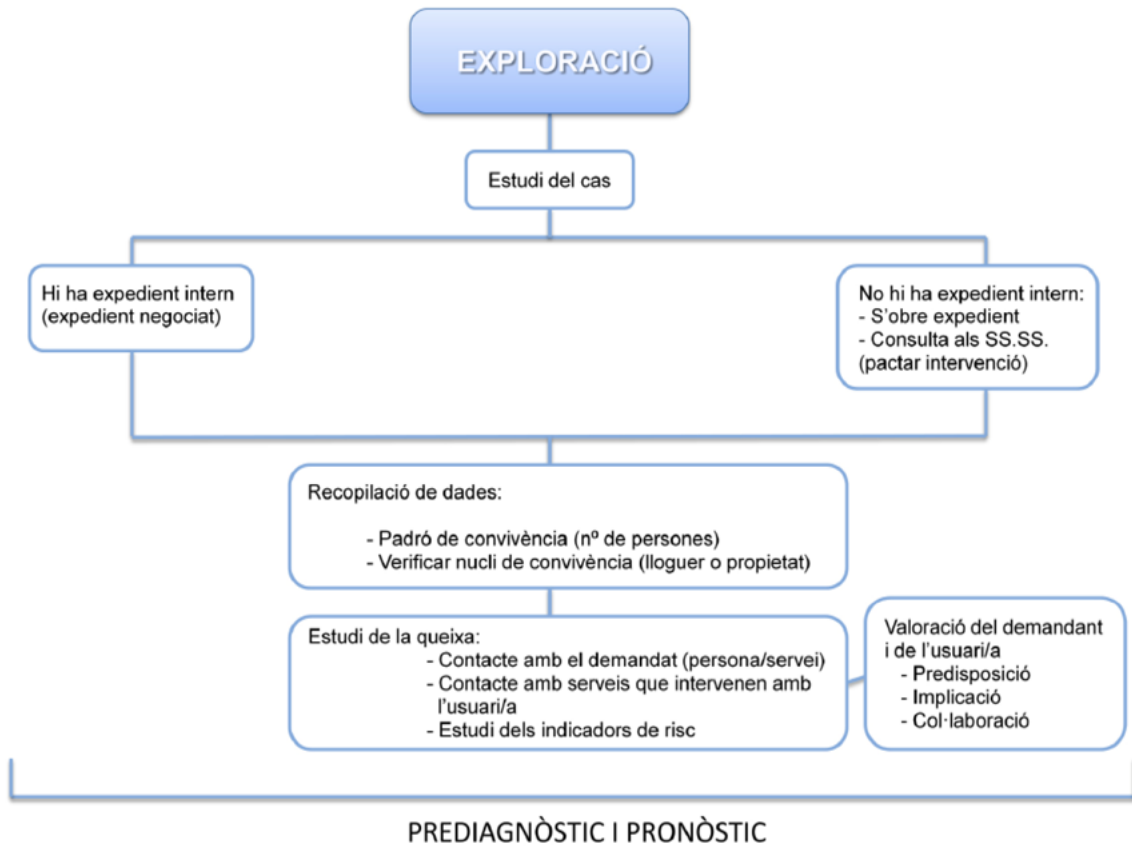 EXPLORACIÓ
Estudi del cas
Hi ha expedient intern
(expedient negociat)
No hi ha expedient intern:
- S'obre expedient
- Consulta als SS.SS.
(pactar intervenció)
Recopilació de dades:
- Padró de convivència (nº de persones)
- Verificar nucli de convivència (lloguer o propietat)
Estudi de la queixa:
- Contacte amb el demandat (persona/servei)
- Contacte amb serveis que intervenen amb
l'usuari/a
- Estudi dels indicadors de risc
Valoració del demandant
i de l'usuari/a
- Predisposició
- Implicació
- Col·laboració
PREDIAGNÒSTIC I PRONÒSTIC